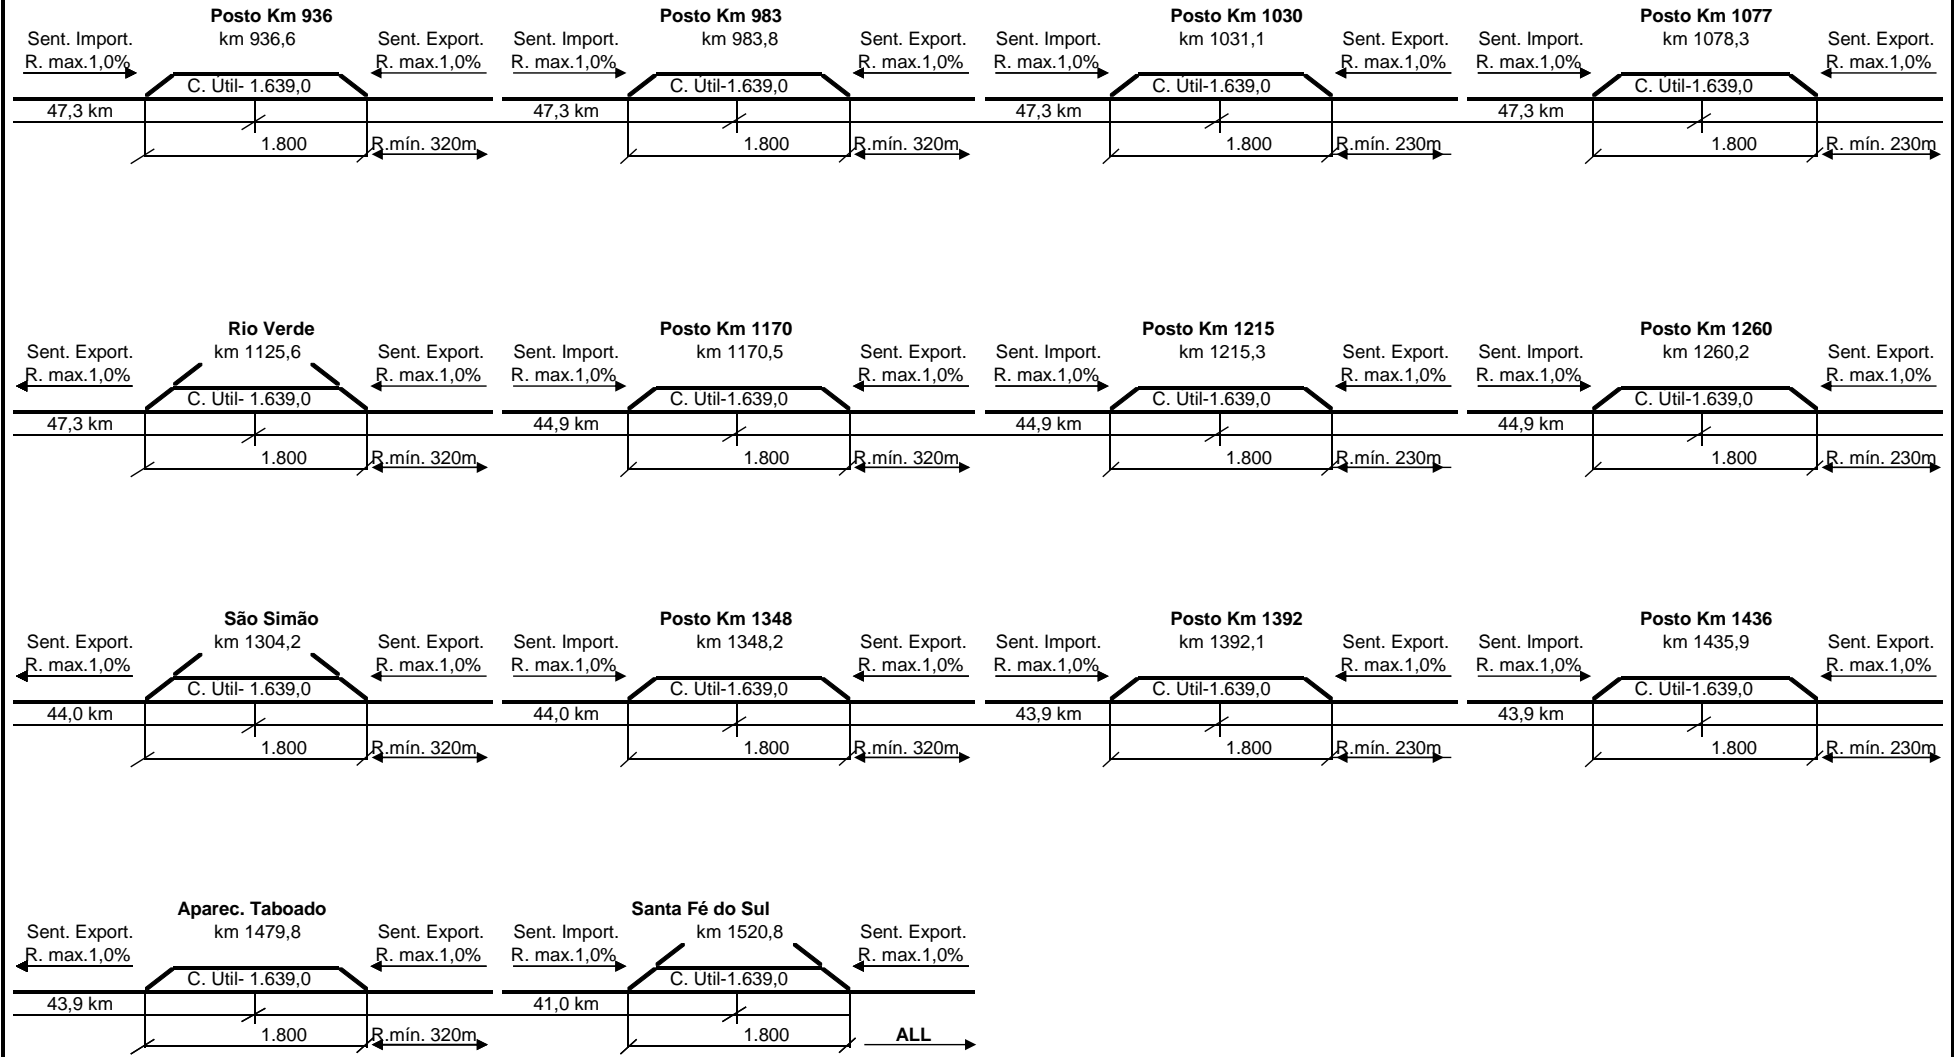 Posto Km 936
Posto Km 983
Posto Km 1030
Posto Km 1077
Sent. Import.
km 936,6
Sent. Export.
Sent. Import.
km 983,8
Sent. Export.
Sent. Import.
km 1031,1
Sent. Export.
Sent. Import.
km 1078,3
Sent. Export.
R. max.1,0%
R. max.1,0%
R. max.1,0%
R. max.1,0%
R. max.1,0%
R. max.1,0%
R. max.1,0%
R. max.1,0%
C. Útil- 1.639,0
C. Útil-1.639,0
C. Útil-1.639,0
C. Útil-1.639,0
47,3 km
47,3 km
47,3 km
47,3 km
1.800
R.mín. 320m
1.800
R.mín. 320m
1.800
R.mín. 230m
1.800
R. mín. 230m
Rio Verde
Posto Km 1170
Posto Km 1215
Posto Km 1260
Sent. Export.
km 1125,6
Sent. Export.
Sent. Import.
km 1170,5
Sent. Export.
Sent. Import.
km 1215,3
Sent. Export.
Sent. Import.
km 1260,2
Sent. Export.
R. max.1,0%
R. max.1,0%
R. max.1,0%
R. max.1,0%
R. max.1,0%
R. max.1,0%
R. max.1,0%
R. max.1,0%
C. Útil- 1.639,0
C. Útil-1.639,0
C. Útil-1.639,0
C. Útil-1.639,0
47,3 km
44,9 km
44,9 km
44,9 km
1.800
R.mín. 320m
1.800
R.mín. 320m
1.800
R.mín. 230m
1.800
R. mín. 230m
São Simão
Posto Km 1348
Posto Km 1392
Posto Km 1436
Sent. Export.
km 1304,2
Sent. Export.
Sent. Import.
km 1348,2
Sent. Export.
Sent. Import.
km 1392,1
Sent. Export.
Sent. Import.
km 1435,9
Sent. Export.
R. max.1,0%
R. max.1,0%
R. max.1,0%
R. max.1,0%
R. max.1,0%
R. max.1,0%
R. max.1,0%
R. max.1,0%
C. Útil- 1.639,0
C. Útil-1.639,0
C. Útil-1.639,0
C. Útil-1.639,0
44,0 km
44,0 km
43,9 km
43,9 km
1.800
R.mín. 320m
1.800
R.mín. 320m
1.800
R.mín. 230m
1.800
R. mín. 230m
Aparec. Taboado
Santa Fé do Sul
Sent. Export.
km 1479,8
Sent. Export.
Sent. Import.
km 1520,8
Sent. Export.
R. max.1,0%
R. max.1,0%
R. max.1,0%
R. max.1,0%
C. Útil- 1.639,0
C. Útil-1.639,0
43,9 km
41,0 km
1.800
R.mín. 320m
1.800
ALL